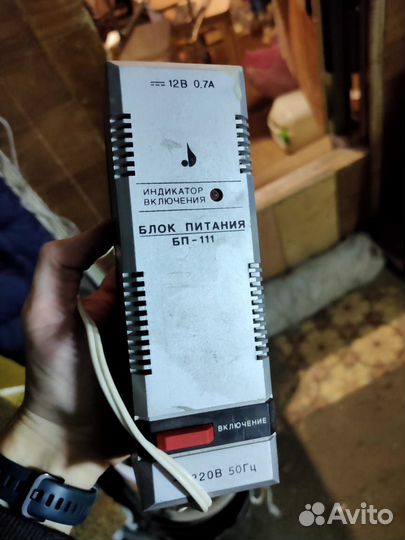 12В 0,7А
ИНДИКАТОР
ВКЛЮЧЕНИЯ
БЛОК ПИТАНИЯ
БП-111
ВКЛЮЧЕНИЕ
220В 50Гц
Avito